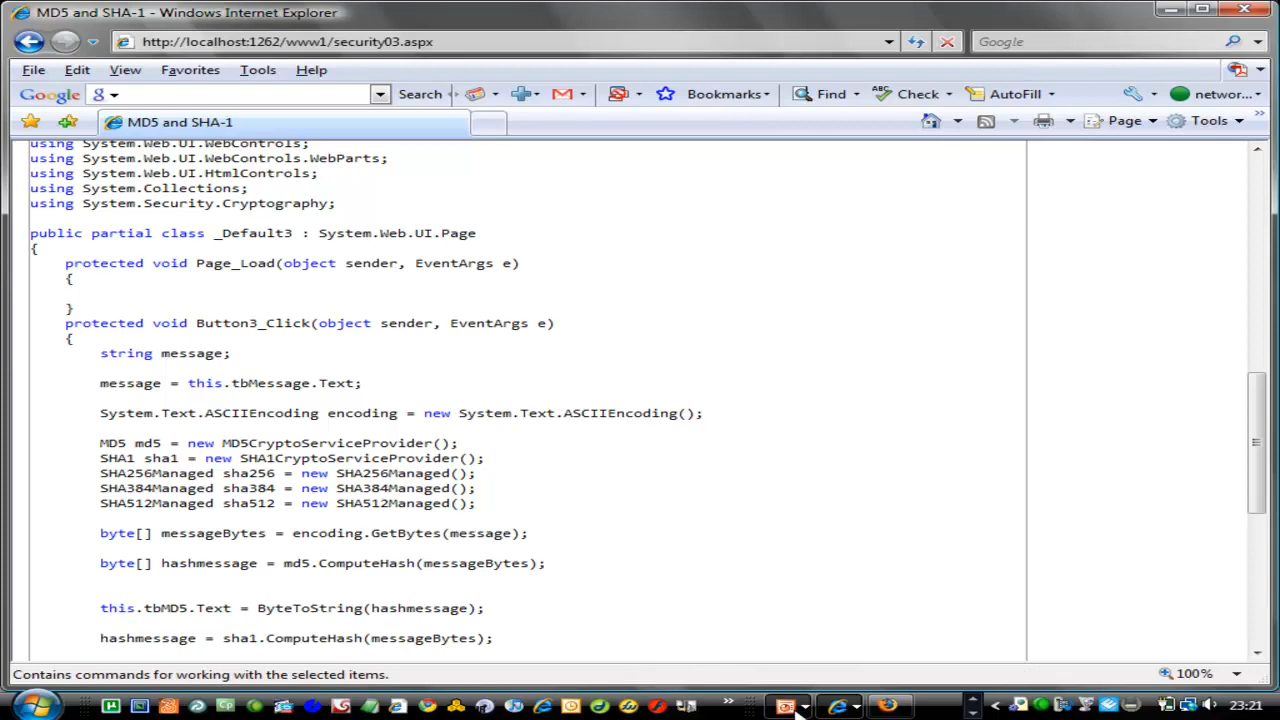 MD5 and SHA-1 - Windows Internet Explorer
http://localhost:1262/www1/security03.aspx
Google
File Edit View Favorites Tools Help
Google
Search
Bookmarks
Find
Check
AutoFill
networ...
MD5 and SHA-1
Page
Tools
using System.Web.UI.WebControls;
using System.Web.UI.WebControls.WebParts;
using System.Web.UI.HtmlControls;
using System.Collections;
using System.Security.Cryptography;
public partial class _Default3 : System.Web.UI.Page
{
protected void Page_Load(object sender, EventArgs e)
{
}
protected void Button3_Click(object sender, EventArgs e)
{
string message;
message = this.tbMessage.Text;
System.Text.ASCIIEncoding encoding = new System.Text.ASCIIEncoding();
MD5 md5 = new MD5CryptoServiceProvider();
SHA1 sha1 = new SHA1CryptoServiceProvider();
SHA256Managed sha256 = new SHA256Managed();
SHA384Managed sha384 = new SHA384Managed();
SHA512Managed sha512 = new SHA512Managed();
byte[] messageBytes = encoding.GetBytes(message);
byte[] hashmessage = md5.ComputeHash(messageBytes);
this.tbMD5.Text = ByteToString(hashmessage);
hashmessage = sha1.ComputeHash(messageBytes);
Contains commands for working with the selected items.
100%
23:21